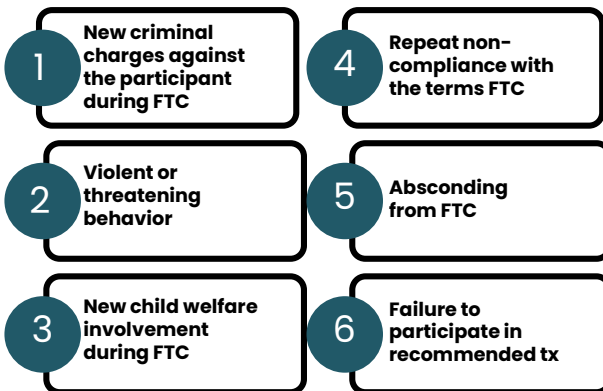 1
New criminal
charges against
the participant
during FTC
2
Violent or
threatening
behavior
3
New child welfare
involvement
during FTC
4
Repeat non-
compliance with
the terms FTC
5
Absconding
from FTC
6
Failure to
participate in
recommended tx